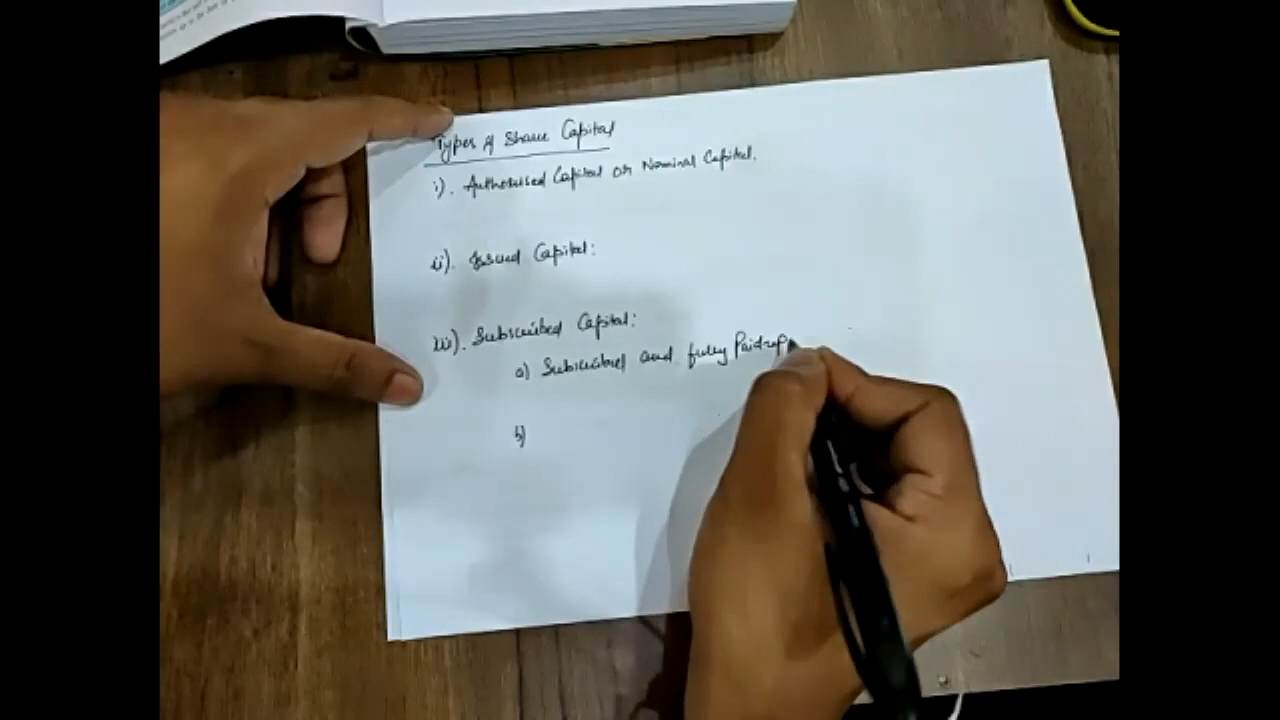 Types of Share Capital
i). Authorised Capital or Nominal Capital.
ii). Issued Capital:
iii). Subscribed Capital:
a) Subscribed and fully Paid-up
b)